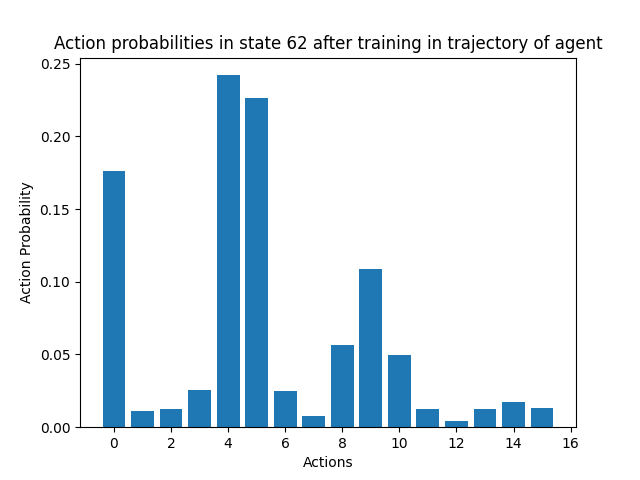 Action probabilities in state 62 after training in trajectory of agent
0.25
0.20
0.15
0.10
0.05
0.00
Action Probability
0 2 4 6 8 10 12 14 16
Actions